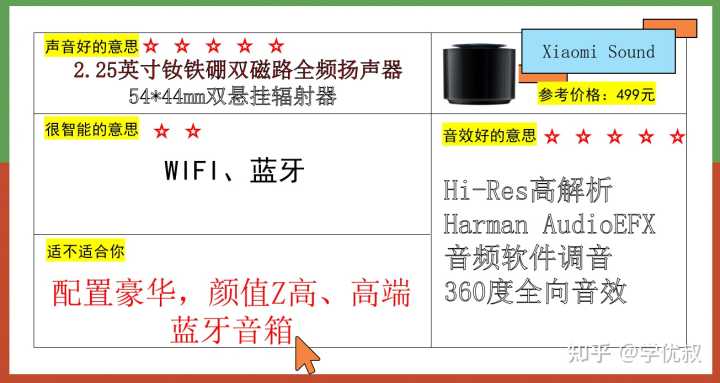 声音好的意思 ☆ ☆ ☆ ☆ ☆
2.25英寸钕铁硼双磁路全频扬声器
54*44mm双悬挂辐射器
Xiaomi Sound
参考价格：499元
很智能的意思 ☆ ☆
WIFI、蓝牙
音效好的意思 ☆ ☆ ☆ ☆ ☆
Hi-Res高解析
Harman AudioEFX
音频软件调音
360度全向音效
适不适合你
配置豪华，颜值Z高、高端
蓝牙音箱
知乎 @学优叔